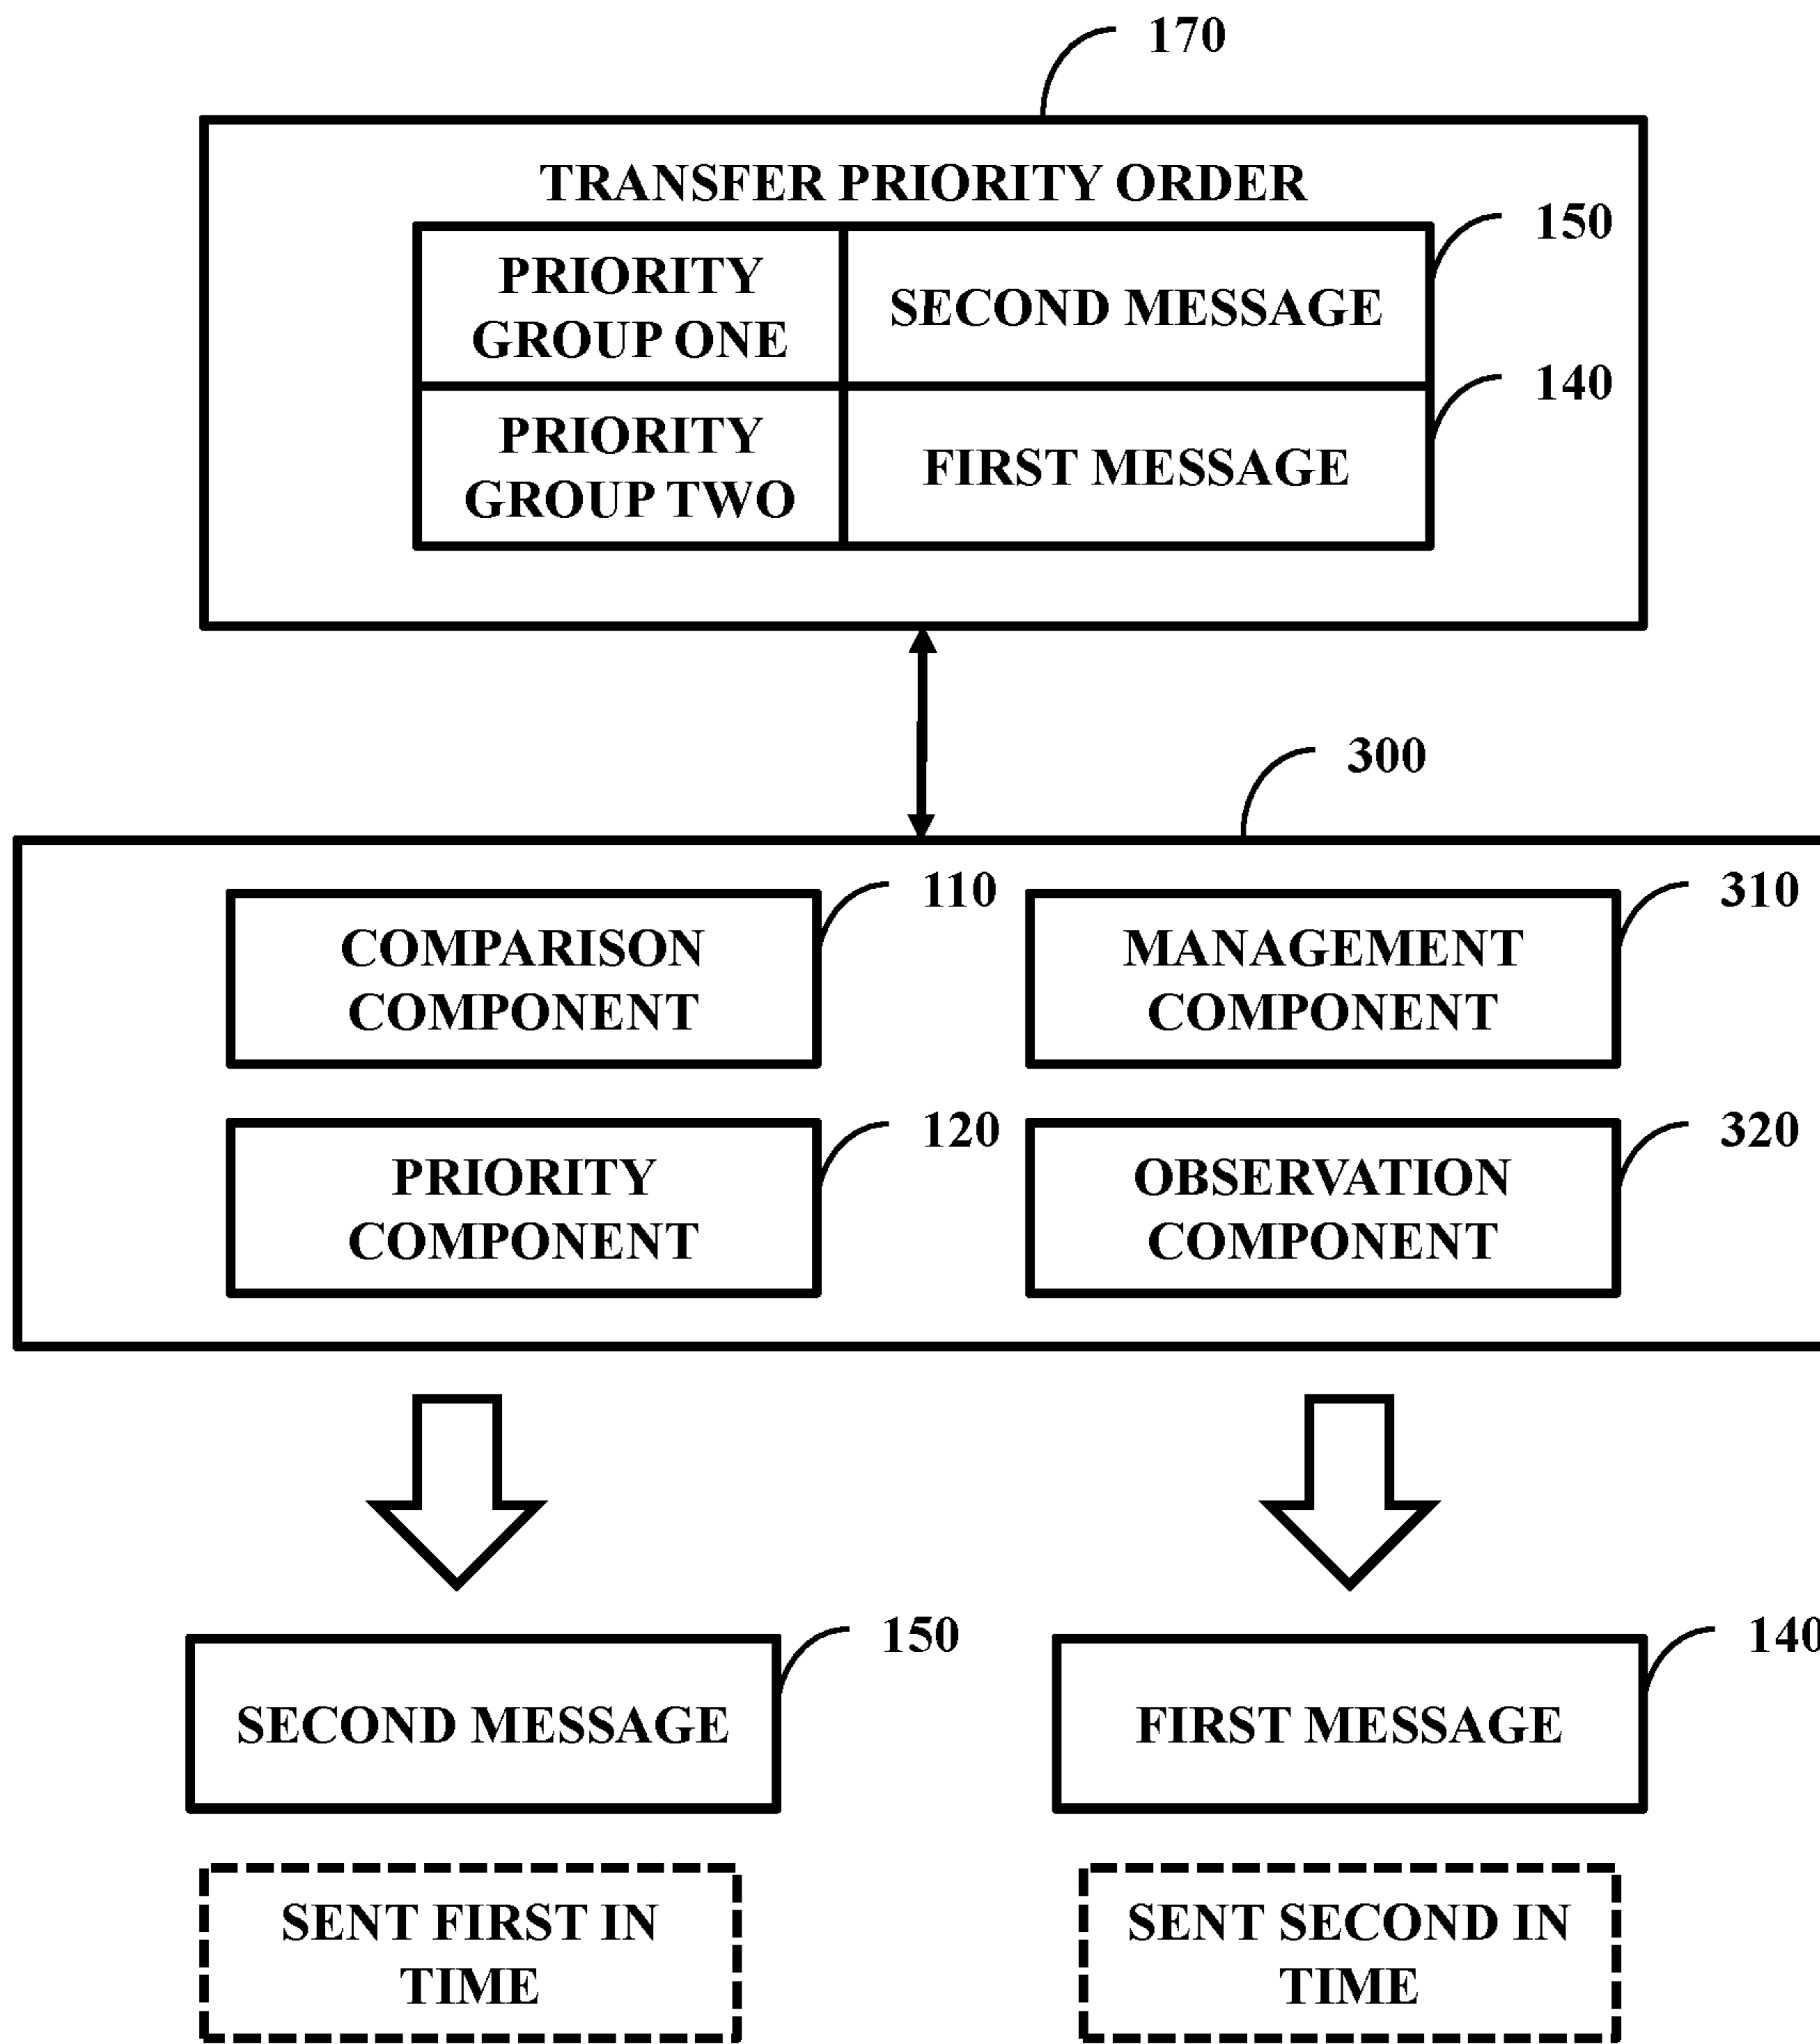 170
TRANSFER PRIORITY ORDER
150
PRIORITY
GROUP ONE
SECOND MESSAGE
140
PRIORITY
GROUP TWO
FIRST MESSAGE
300
110
COMPARISON
COMPONENT
310
MANAGEMENT
COMPONENT
120
PRIORITY
COMPONENT
320
OBSERVATION
COMPONENT
150
SECOND MESSAGE
140
FIRST MESSAGE
SENT FIRST IN
TIME
SENT SECOND IN
TIME